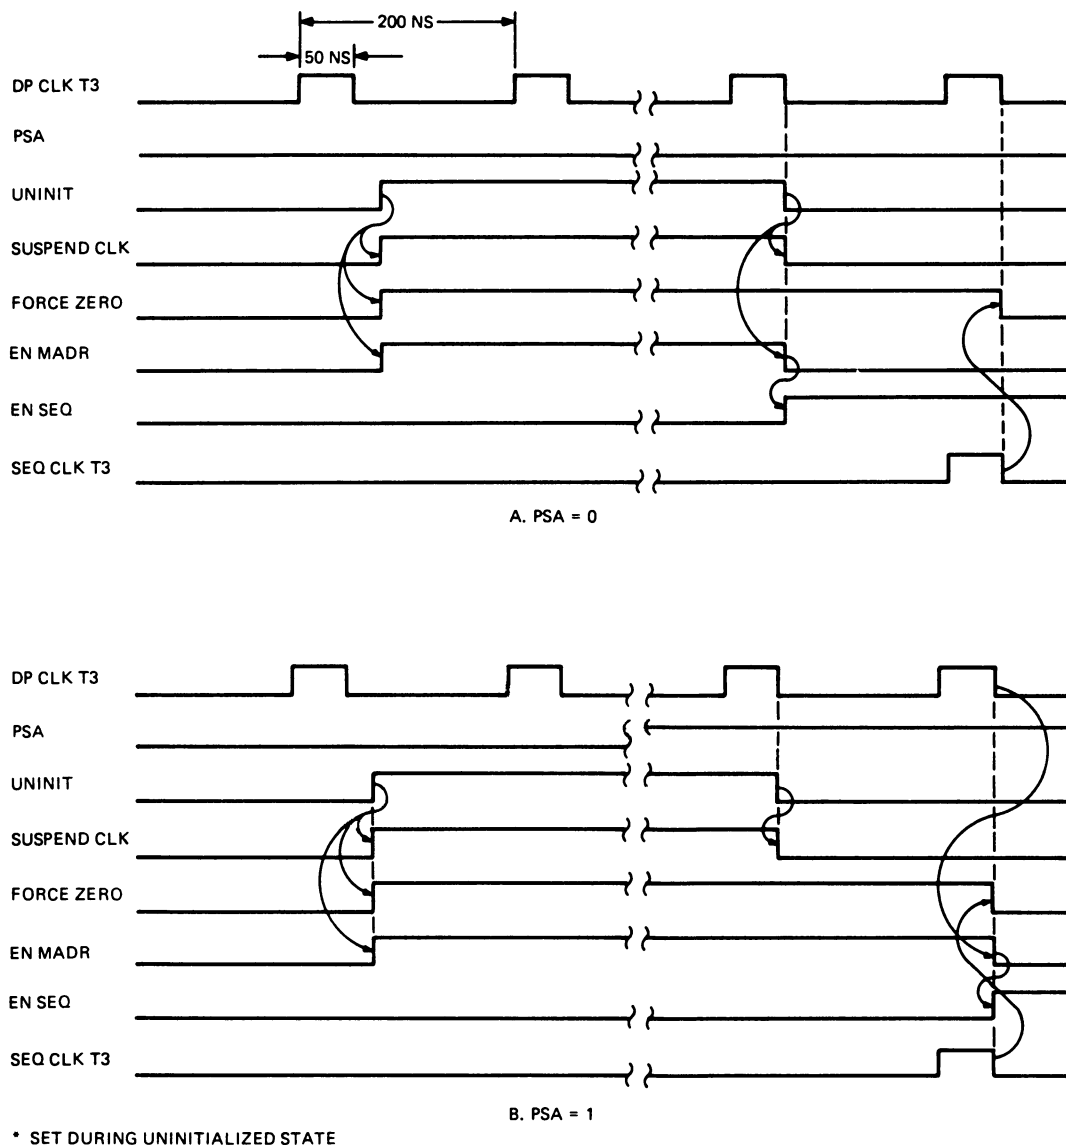 200 NS
50 NS
DP CLK T3
PSA
UNINIT
SUSPEND CLK
FORCE ZERO
EN MADR
EN SEQ
SEQ CLK T3
A. PSA = 0
DP CLK T3
PSA
UNINIT
SUSPEND CLK
FORCE ZERO
EN MADR
EN SEQ
SEQ CLK T3
B. PSA = 1
* SET DURING UNINITIALIZED STATE